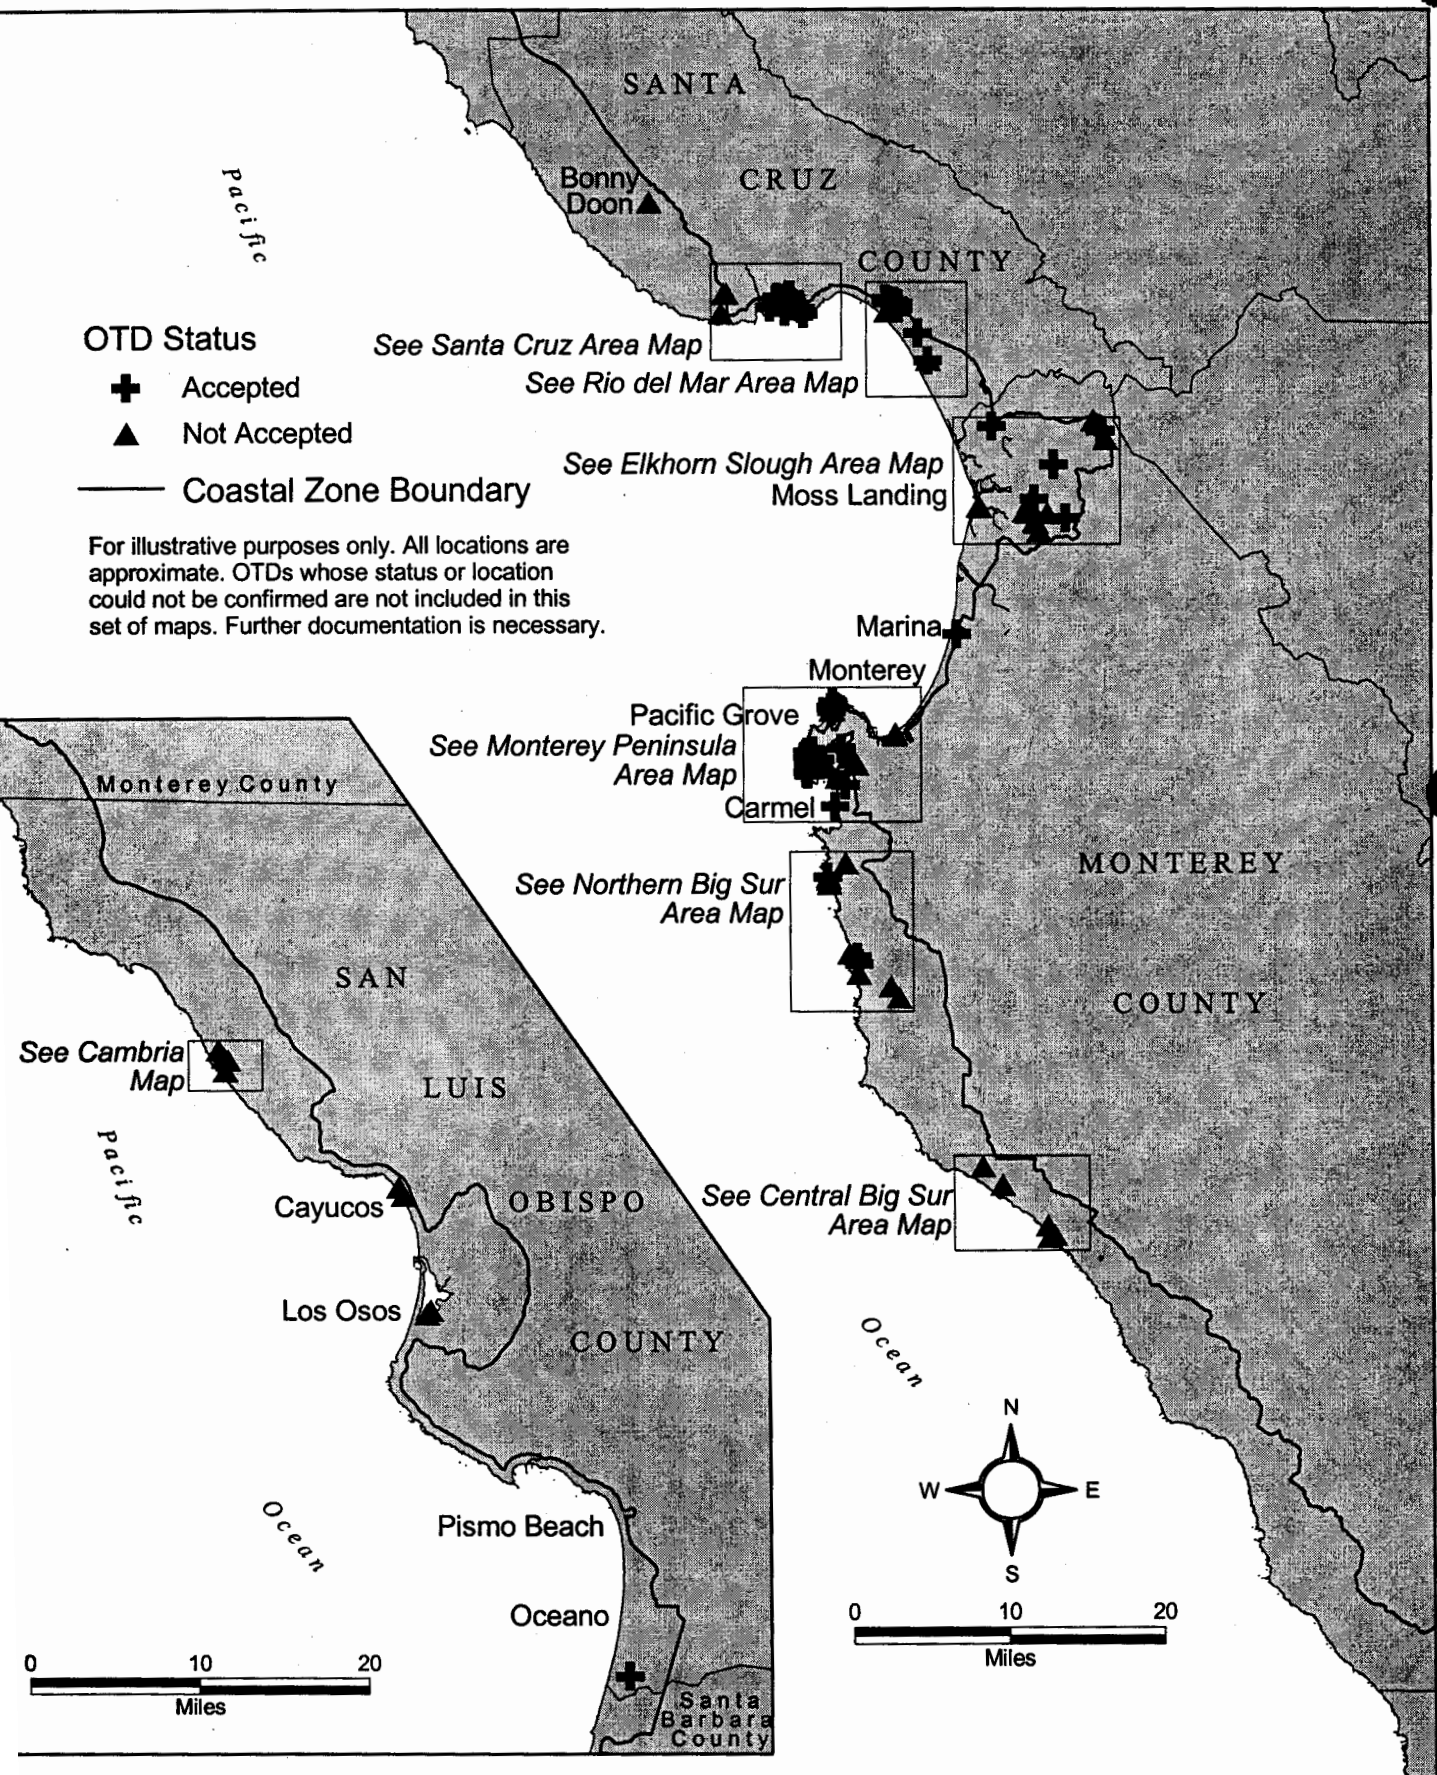 SANTA
CRUZ
COUNTY
Bonny
Doon
Pacific
OTD Status
Accepted
Not Accepted
Coastal Zone Boundary
For illustrative purposes only. All locations are
approximate. OTDs whose status or location
could not be confirmed are not included in this
set of maps. Further documentation is necessary.
See Santa Cruz Area Map
See Rio del Mar Area Map
See Elkhorn Slough Area Map
Moss Landing
Marina
Monterey
Pacific Grove
See Monterey Peninsula
Area Map
Carmel
See Northern Big Sur
Area Map
MONTEREY
COUNTY
See Central Big Sur
Area Map
Ocean
N
W
E
S
0 10 20
Miles
Monterey County
SAN
LUIS
OBISPO
COUNTY
See Cambria
Map
Pacific
Cayucos
Los Osos
Ocean
Pismo Beach
Oceano
Santa
Barbara
County
0 10 20
Miles